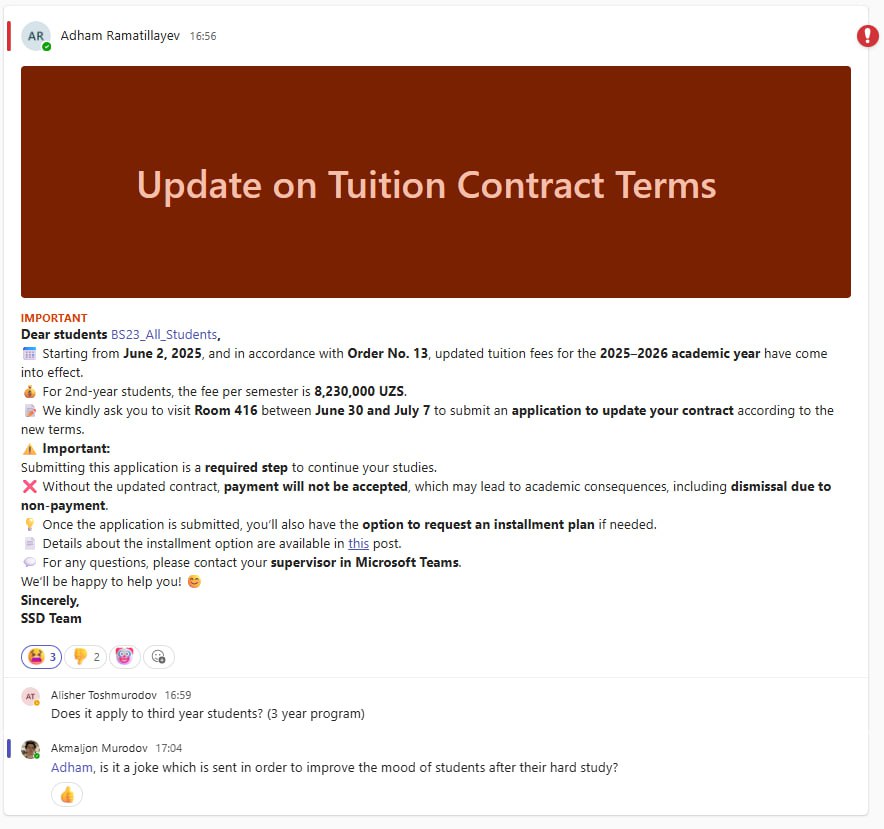 AR
Adham Ramatillayev 16:56
Update on Tuition Contract Terms
IMPORTANT
Dear students BS23_All_Students,
Starting from June 2, 2025, and in accordance with Order No. 13, updated tuition fees for the 2025–2026 academic year have come
into effect.
For 2nd-year students, the fee per semester is 8,230,000 UZS.
We kindly ask you to visit Room 416 between June 30 and July 7 to submit an application to update your contract according to the
new terms.
Important:
Submitting this application is a required step to continue your studies.
Without the updated contract, payment will not be accepted, which may lead to academic consequences, including dismissal due to
non-payment.
Once the application is submitted, you'll also have the option to request an installment plan if needed.
Details about the installment option are available in this post.
For any questions, please contact your supervisor in Microsoft Teams.
We'll be happy to help you!
Sincerely,
SSD Team
3 2
AT
Alisher Toshmurodov 16:59
Does it apply to third year students? (3 year program)
Akmaljon Murodov 17:04
Adham, is it a joke which is sent in order to improve the mood of students after their hard study?